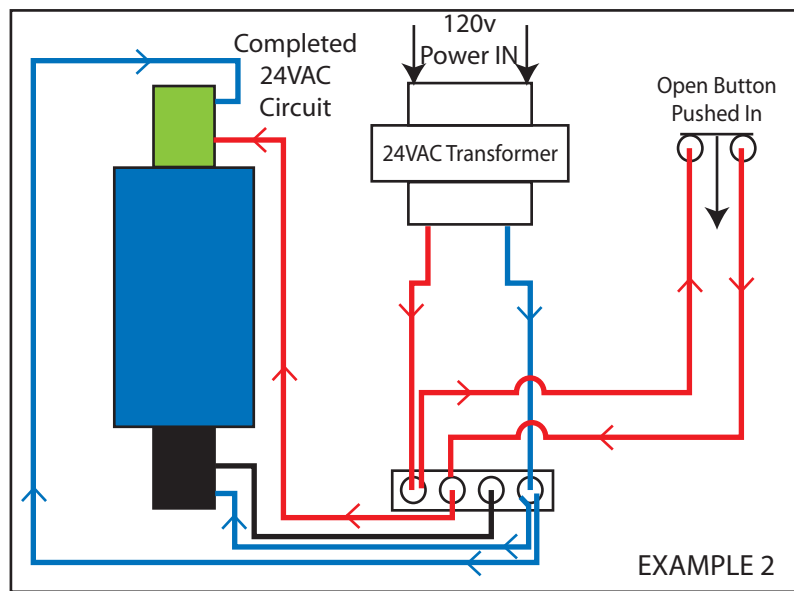 Completed
24VAC
Circuit
120v
Power IN
24VAC Transformer
Open Button
Pushed In
EXAMPLE 2